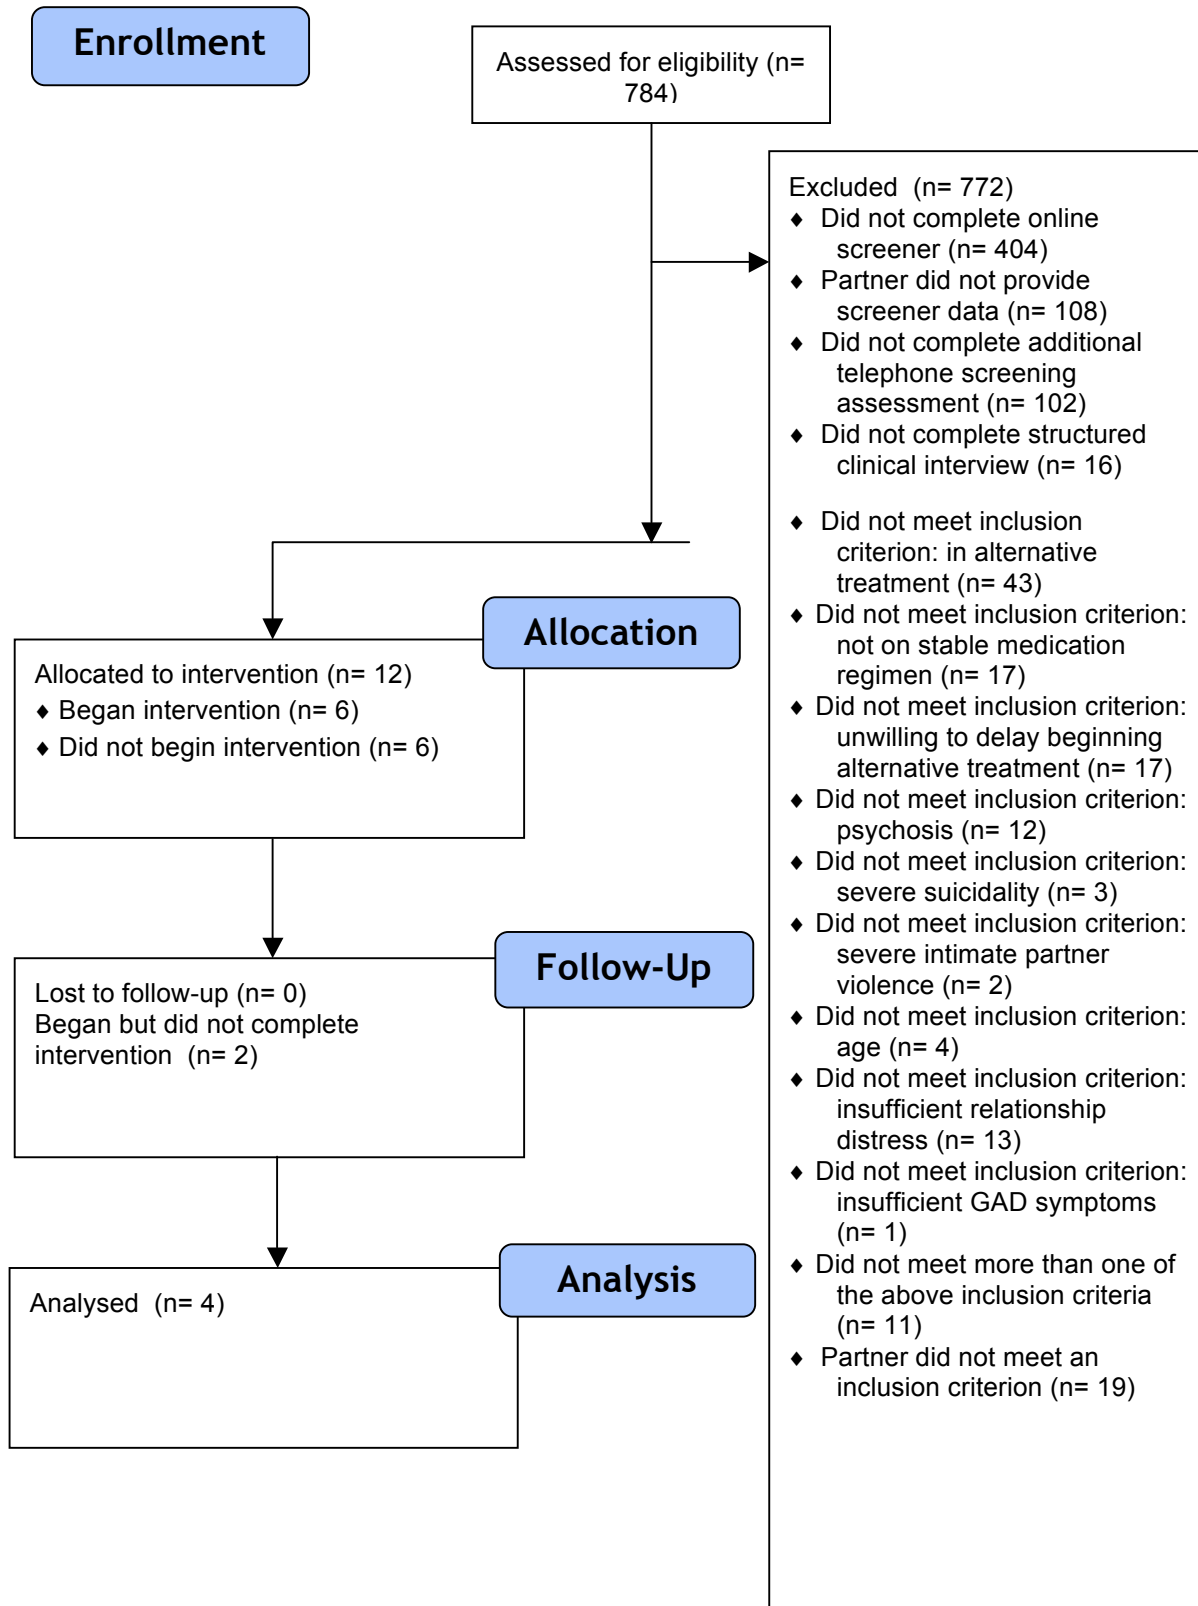 Enrollment
Assessed for eligibility (n=
784)
Excluded  (n= 772)
♦ Did not complete online
screener (n= 404)
♦ Partner did not provide
screener data (n= 108)
♦ Did not complete additional
telephone screening
assessment (n= 102)
♦ Did not complete structured
clinical interview (n= 16)
♦ Did not meet inclusion
criterion: in alternative
treatment (n= 43)
♦ Did not meet inclusion criterion:
not on stable medication
regimen (n= 17)
♦ Did not meet inclusion criterion:
unwilling to delay beginning
alternative treatment (n= 17)
♦ Did not meet inclusion criterion:
psychosis (n= 12)
♦ Did not meet inclusion criterion:
severe suicidality (n= 3)
♦ Did not meet inclusion criterion:
severe intimate partner
violence (n= 2)
♦ Did not meet inclusion criterion:
age (n= 4)
♦ Did not meet inclusion criterion:
insufficient relationship
distress (n= 13)
♦ Did not meet inclusion criterion:
insufficient GAD symptoms
(n= 1)
♦ Did not meet more than one of
the above inclusion criteria
(n= 11)
♦ Partner did not meet an
inclusion criterion (n= 19)
Allocation
Allocated to intervention (n= 12)
♦ Began intervention (n= 6)
♦ Did not begin intervention (n= 6)
Follow-Up
Lost to follow-up (n= 0)
Began but did not complete
intervention  (n= 2)
Analysis
Analysed  (n= 4)